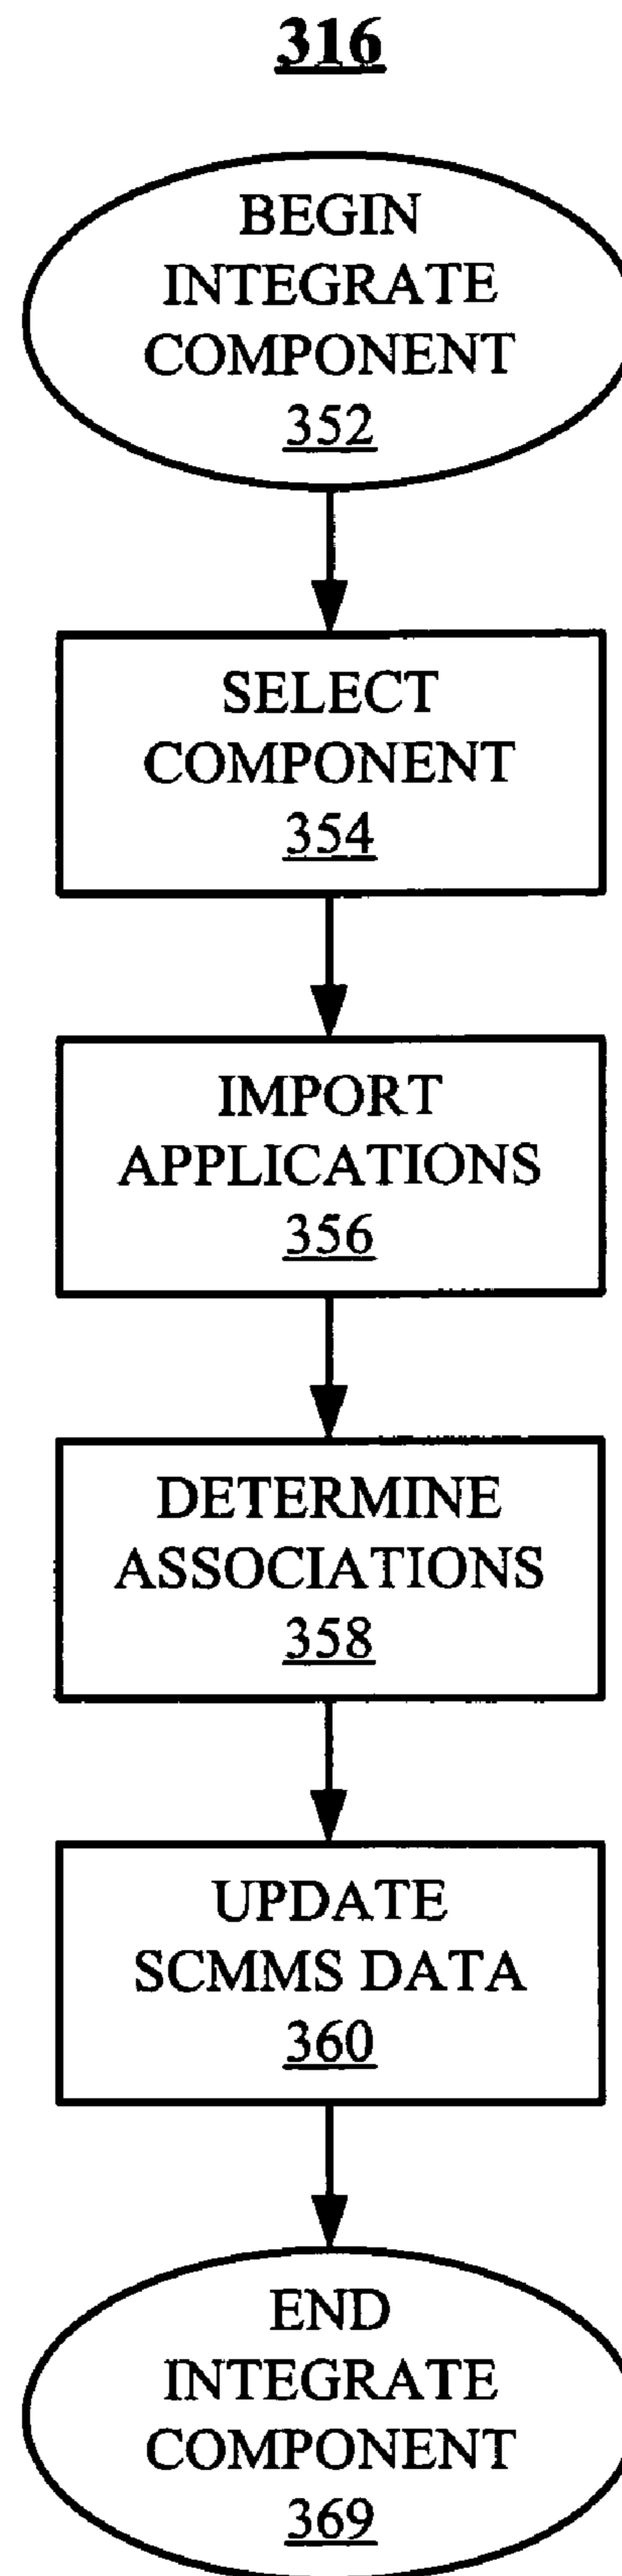 316
BEGIN
INTEGRATE
COMPONENT
352
SELECT
COMPONENT
354
IMPORT
APPLICATIONS
356
DETERMINE
ASSOCIATIONS
358
UPDATE
SCMMS DATA
360
END
INTEGRATE
COMPONENT
369